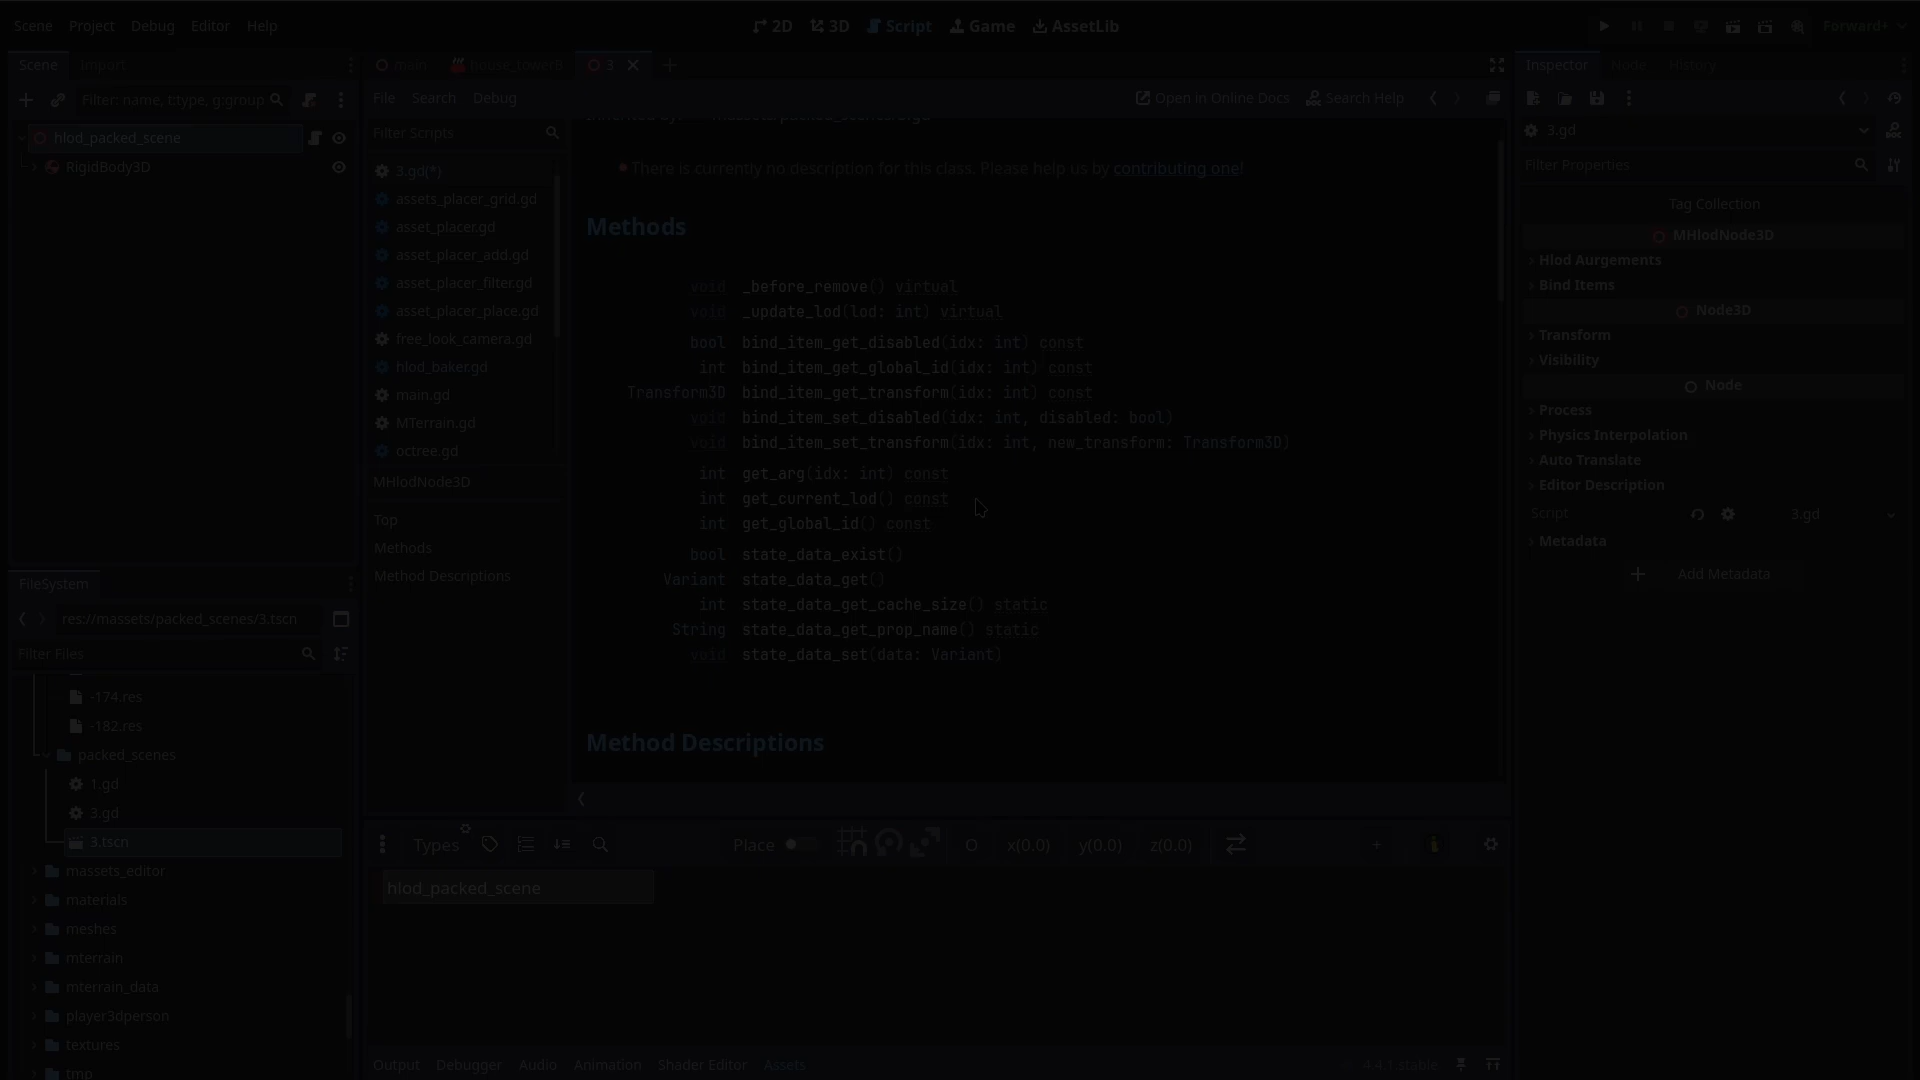 Scene Project Debug Editor Help
2D 3D Script Game AssetLib
Forward+
Scene Import
Filter: name, t:type, g:group
hlod_packed_scene
RigidBody3D
FileSystem
res://massets/packed_scenes/3.tscn
Filter Files
-174.res
-182.res
packed_scenes
1.gd
3.gd
3.tscn
massets_editor
materials
meshes
mterrain
mterrain_data
player3dperson
textures
tmp
main house_tower8 3
File Search Debug
Open in Online Docs Search Help
Filter Scripts
3.gd(*)
assets_placer_grid.gd
asset_placer.gd
asset_placer_add.gd
asset_placer_filter.gd
asset_placer_place.gd
free_look_camera.gd
hlod_baker.gd
main.gd
MTerrain.gd
octree.gd
MHlodNode3D
Top
Methods
Method Descriptions
There is currently no description for this class. Please help us by contributing one!
Methods
void _before_remove() virtual
void _update_lod(lod: int) virtual
bool bind_item_get_disabled(idx: int) const
int bind_item_get_global_id(idx: int) const
Transform3D bind_item_get_transform(idx: int) const
void bind_item_set_disabled(idx: int, disabled: bool)
void bind_item_set_transform(idx: int, new_transform: Transform3D)
int get_arg(idx: int) const
int get_current_lod() const
int get_global_id() const
bool state_data_exist()
Variant state_data_get()
int state_data_get_cache_size() static
String state_data_get_prop_name() static
void state_data_set(data: Variant)
Method Descriptions
Types Place O x(0.0) y(0.0) z(0.0) +
hlod_packed_scene
Output Debugger Audio Animation Shader Editor Assets
4.4.1.stable
Inspector Node History
3.gd
Filter Properties
Tag Collection
MHlodNode3D
Hlod Aurgements
Bind Items
Node3D
Transform
Visibility
Node
Process
Physics Interpolation
Auto Translate
Editor Description
Script 3.gd
Metadata
Add Metadata